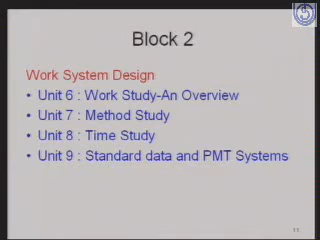 Block 2
Work System Design
• Unit 6 : Work Study-An Overview
• Unit 7 : Method Study
• Unit 8 : Time Study
• Unit 9 : Standard data and PMT Systems
11